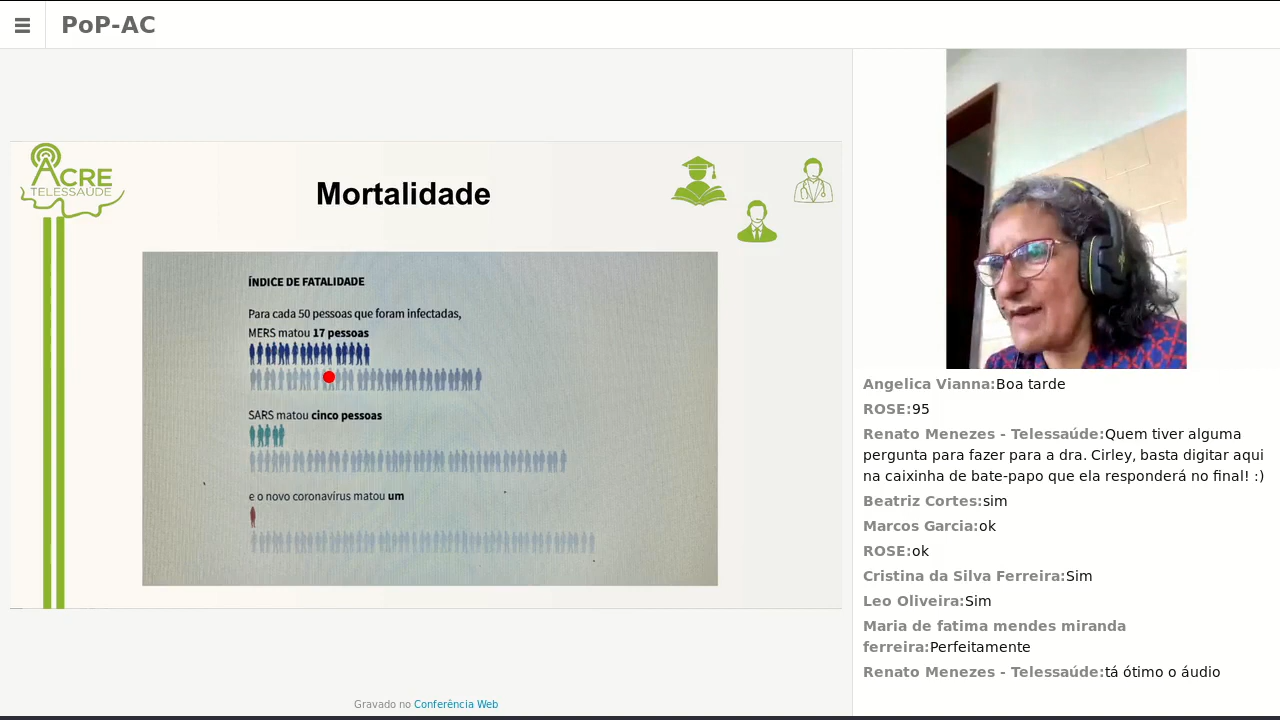 PoP-AC
ACRE
TELESSAÚDE
Mortalidade
ÍNDICE DE FATALIDADE
Para cada 50 pessoas que foram infectadas,
MERS matou 17 pessoas
SARS matou cinco pessoas
e o novo coronavírus matou um
Gravado no Conferência Web
Angelica Vianna:Boa tarde
ROSE:95
Renato Menezes - Telessaúde:Quem tiver alguma
pergunta para fazer para a dra. Cirley, basta digitar aqui
na caixinha de bate-papo que ela responderá no final! :)
Beatriz Cortes:sim
Marcos Garcia:ok
ROSE:ok
Cristina da Silva Ferreira:Sim
Leo Oliveira:Sim
Maria de fatima mendes miranda
ferreira:Perfeitamente
Renato Menezes - Telessaúde:tá ótimo o áudio